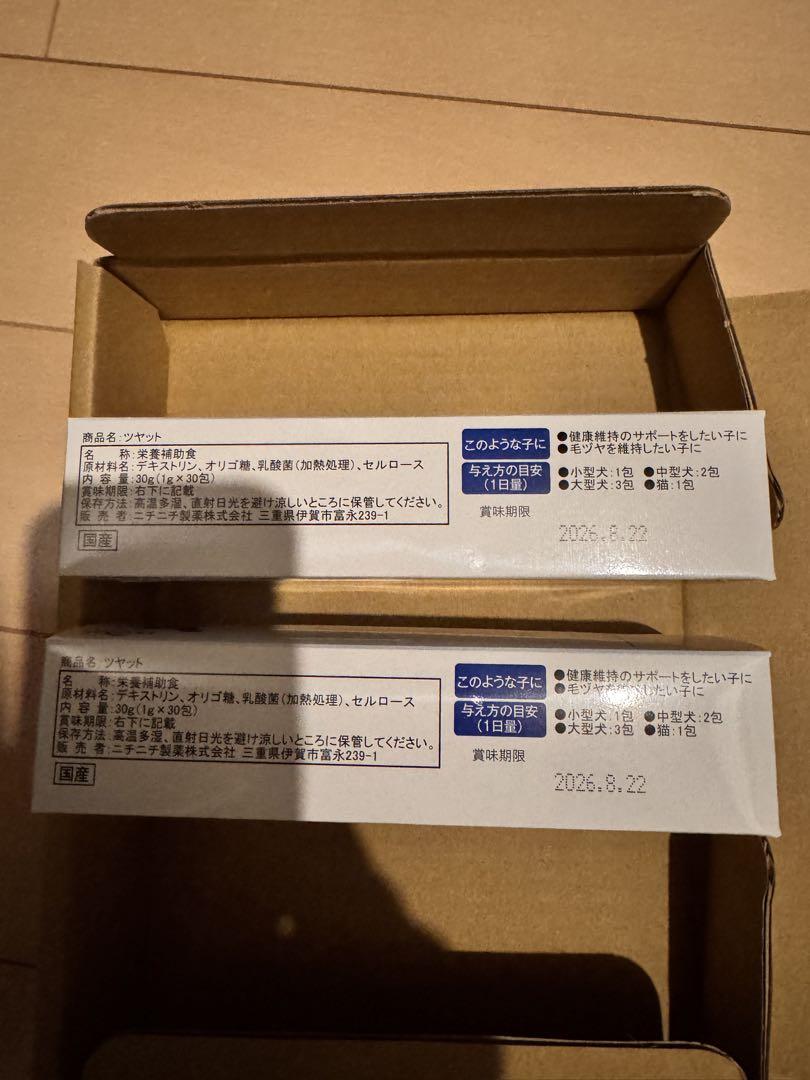 商品名:ツヤット
名　　称:栄養補助食
原材料名:デキストリン、オリゴ糖、乳酸菌(加熱処理)、セルロース
内 容 量:30g(1g×30包)
賞味期限:右下に記載
保存方法:高温多湿、直射日光を避け涼しいところに保管してください。
販 売 者:ニチニチ製薬株式会社 三重県伊賀市富永239-1
国産
このような子に
●健康維持のサポートをしたい子に
●毛ヅヤを維持したい子に
与え方の目安
(1日量)
●小型犬:1包 ●中型犬:2包
●大型犬:3包 ●猫:1包
賞味期限
2026.8.22
商品名:ツヤット
名　　称:栄養補助食
原材料名:デキストリン、オリゴ糖、乳酸菌(加熱処理)、セルロース
内 容 量:30g(1g×30包)
賞味期限:右下に記載
保存方法:高温多湿、直射日光を避け涼しいところに保管してください。
販 売 者:ニチニチ製薬株式会社 三重県伊賀市富永239-1
国産
このような子に
●健康維持のサポートをしたい子に
●毛ヅヤを維持したい子に
与え方の目安
(1日量)
●小型犬:1包 ●中型犬:2包
●大型犬:3包 ●猫:1包
賞味期限
2026.8.22